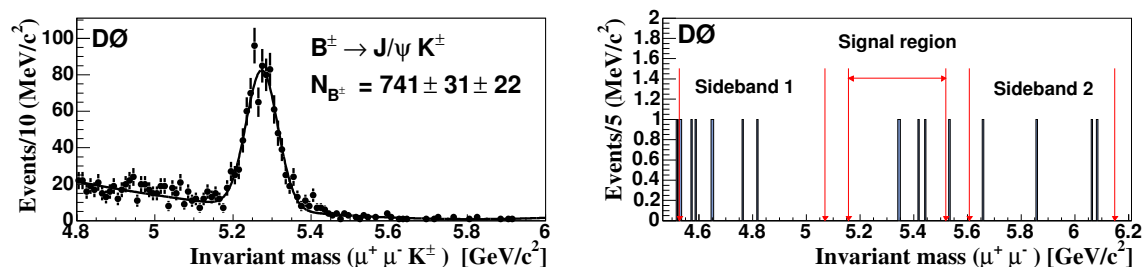 DØ
B± → J/ψ K±
N_B± = 741 ± 31 ± 22
Events/10 (MeV/c²)
100
80
60
40
20
0
4.8 5 5.2 5.4 5.6 5.8 6
Invariant mass (μ⁺ μ⁻ K±) [GeV/c²]
DØ
Signal region
Sideband 1
Sideband 2
Events/5 (MeV/c²)
2
1.8
1.6
1.4
1.2
1
0.8
0.6
0.4
0.2
0
4.6 4.8 5 5.2 5.4 5.6 5.8 6 6.2
Invariant mass (μ⁺ μ⁻) [GeV/c²]